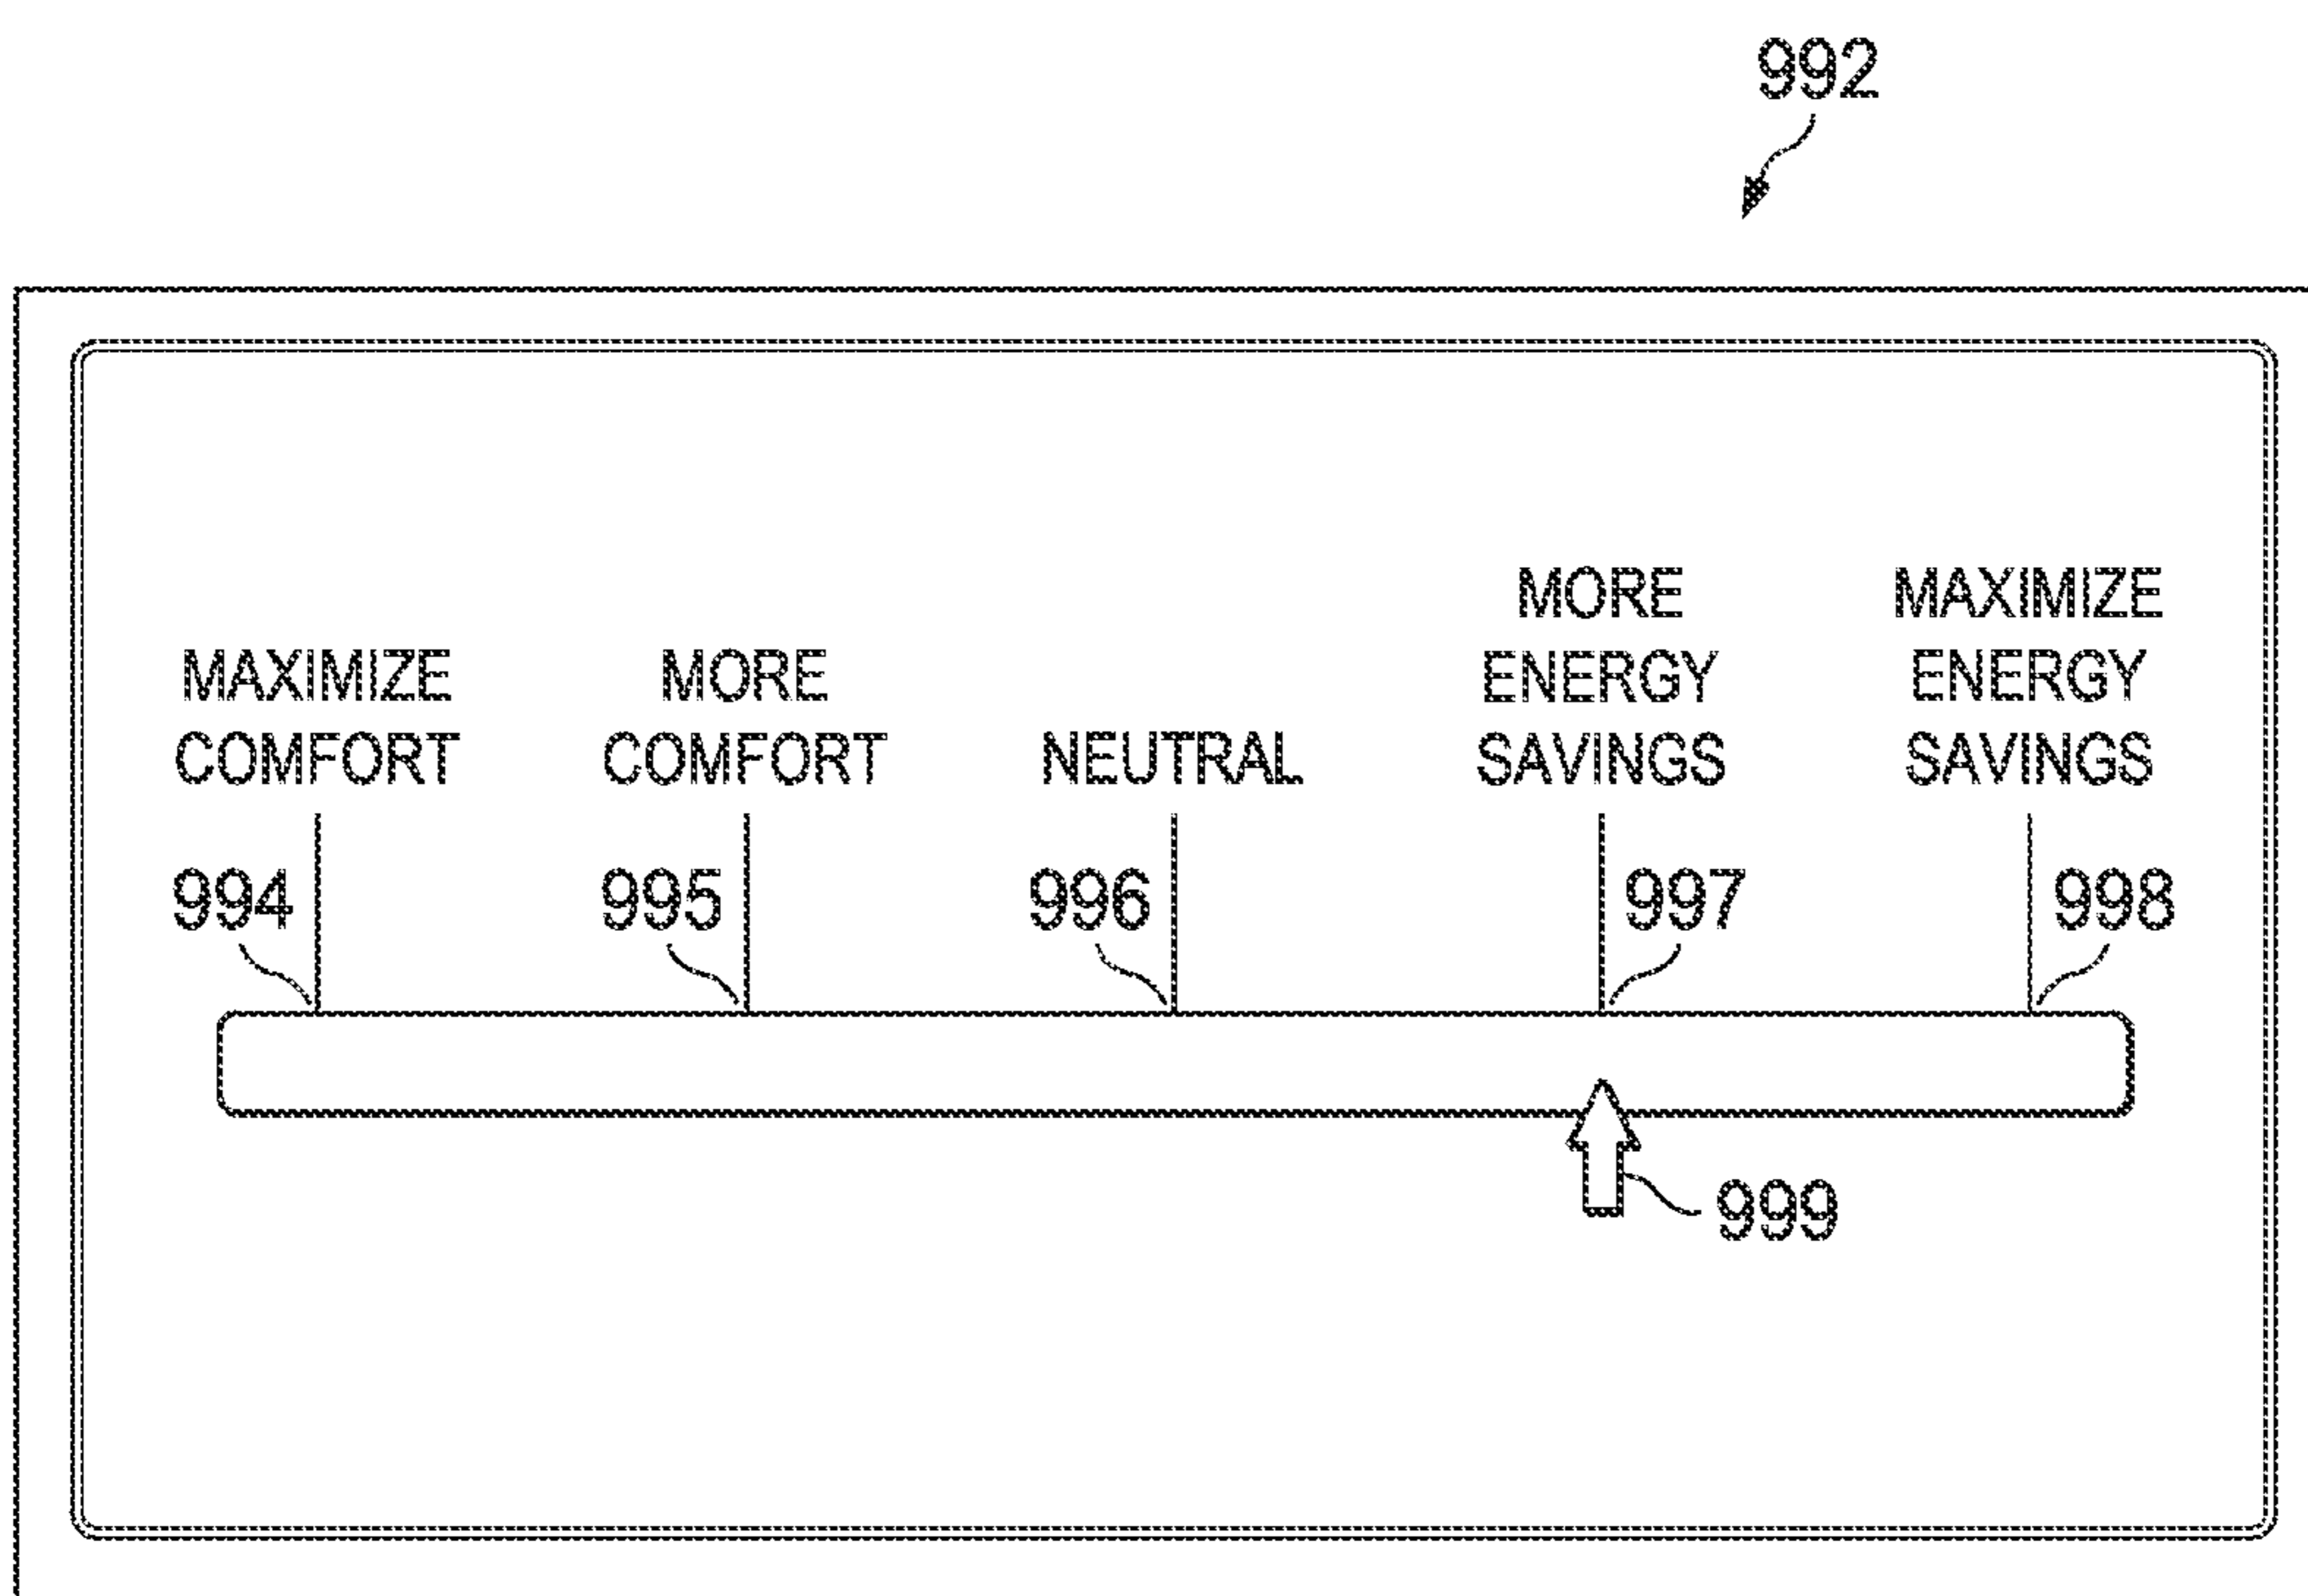 992
MAXIMIZE
COMFORT
MORE
COMFORT
NEUTRAL
MORE
ENERGY
SAVINGS
MAXIMIZE
ENERGY
SAVINGS
994
995
996
997
998
999